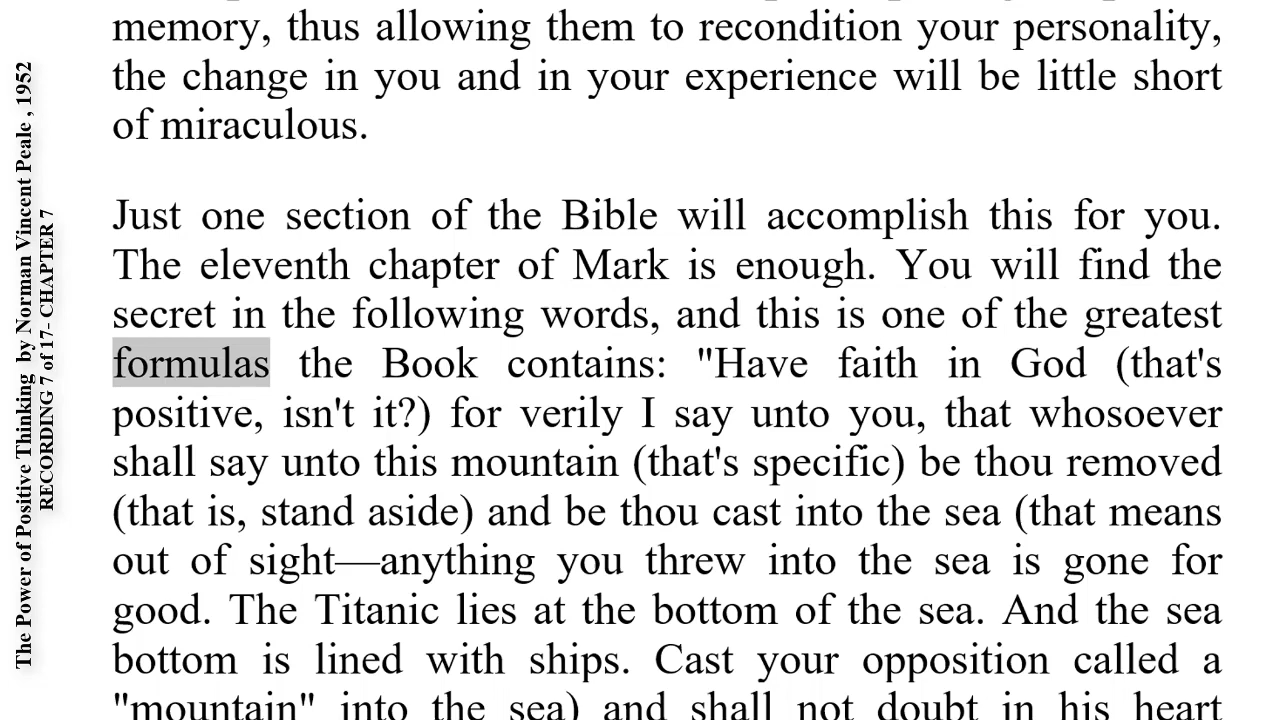 The Power of Positive Thinking by Norman Vincent Peale , 1952
RECORDING 7 of 17- CHAPTER 7
memory, thus allowing them to recondition your personality,
the change in you and in your experience will be little short
of miraculous.
Just one section of the Bible will accomplish this for you.
The eleventh chapter of Mark is enough. You will find the
secret in the following words, and this is one of the greatest
formulas the Book contains: "Have faith in God (that's
positive, isn't it?) for verily I say unto you, that whosoever
shall say unto this mountain (that's specific) be thou removed
(that is, stand aside) and be thou cast into the sea (that means
out of sight—anything you threw into the sea is gone for
good. The Titanic lies at the bottom of the sea. And the sea
bottom is lined with ships. Cast your opposition called a
"mountain" into the sea) and shall not doubt in his heart